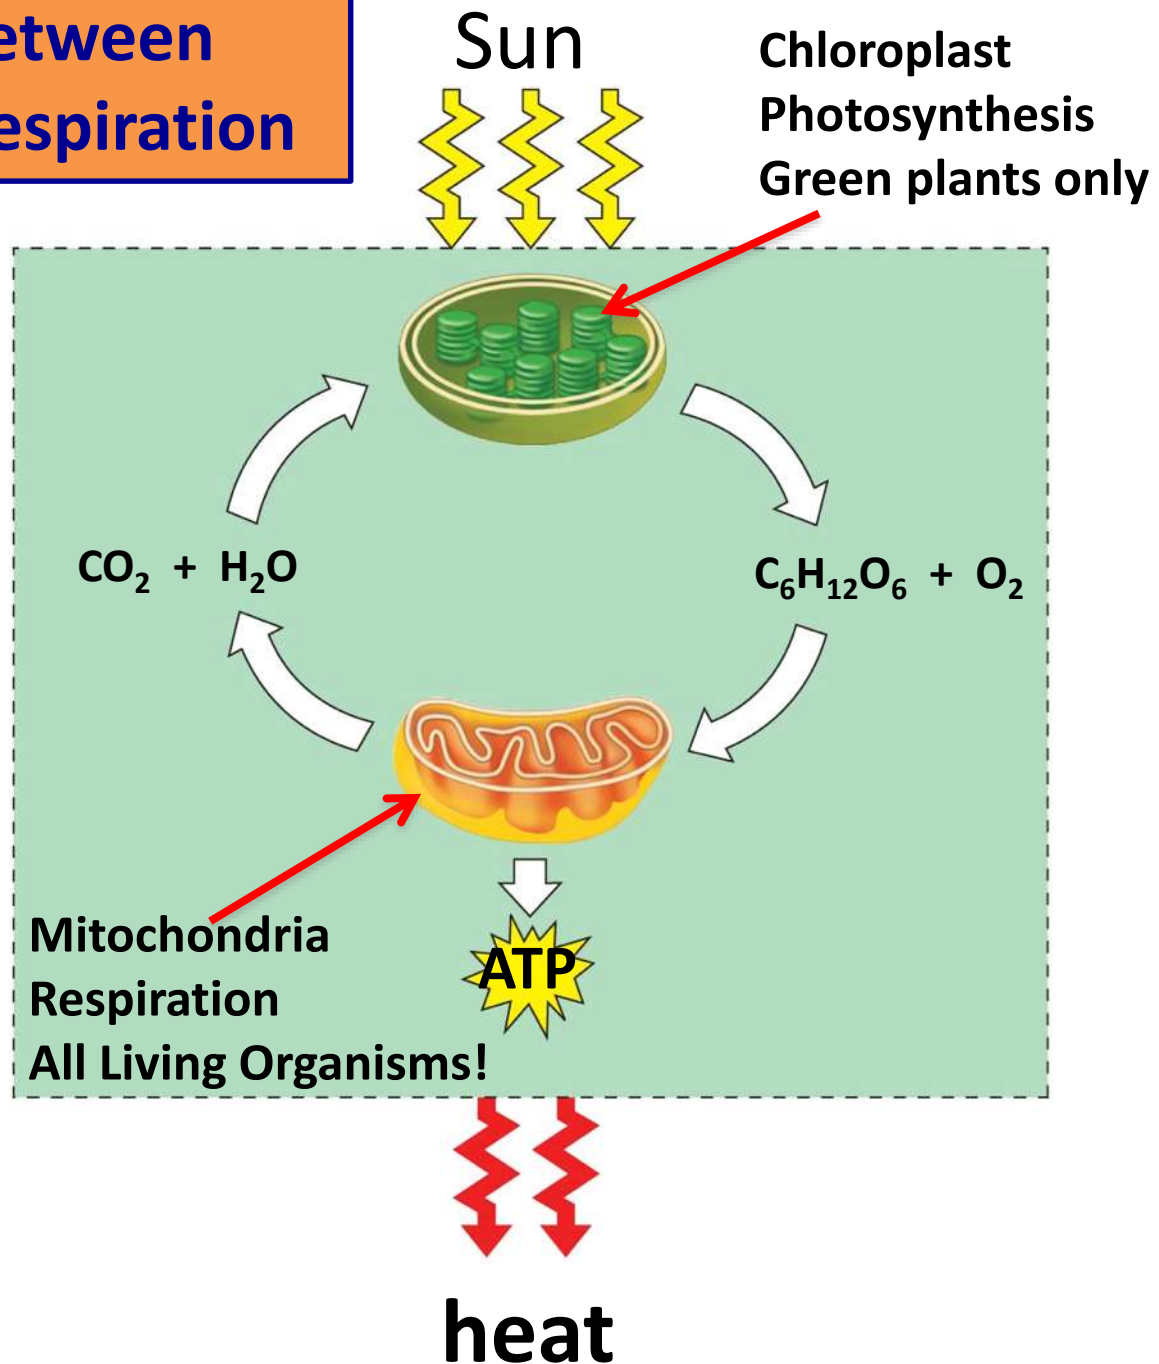 etween
espiration
Sun
Chloroplast
Photosynthesis
Green plants only
CO₂ + H₂O
C₆H₁₂O₆ + O₂
Mitochondria
Respiration
All Living Organisms!
ATP
heat